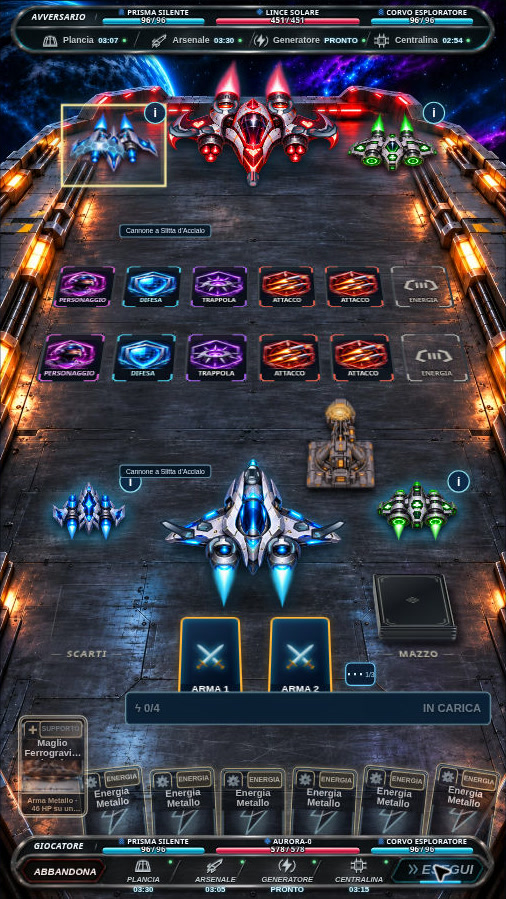 AVVERSARIO
PRISMA SILENTE
96/96
LINCE SOLARE
451/451
CORVO ESPLORATORE
96/96
Plancia 03:07
Arsenale 03:30
Generatore PRONTO
Centralina 02:54
i
i
Cannone a Slitta d'Acciaio
PERSONAGGIO
DIFESA
TRAPPOLA
ATTACCO
ATTACCO
ENERGIA
PERSONAGGIO
DIFESA
TRAPPOLA
ATTACCO
ATTACCO
ENERGIA
Cannone a Slitta d'Acciaio
i
i
SCARTI
MAZZO
ARMA 1
ARMA 2
1/3
0/4
IN CARICA
SUPPORTO
Maglio
Ferrogravi...
Arma Metallo ·
46 HP su un...
ENERGIA
Energia
Metallo
ENERGIA
Energia
Metallo
ENERGIA
Energia
Metallo
ENERGIA
Energia
Metallo
ENERGIA
Energia
Metallo
ENERGIA
Energia
Metallo
GIOCATORE
PRISMA SILENTE
96/96
AURORA-0
578/578
CORVO ESPLORATORE
96/96
ABBANDONA
PLANCIA
03:30
ARSENALE
03:05
GENERATORE
PRONTO
CENTRALINA
03:15
ESEGUI